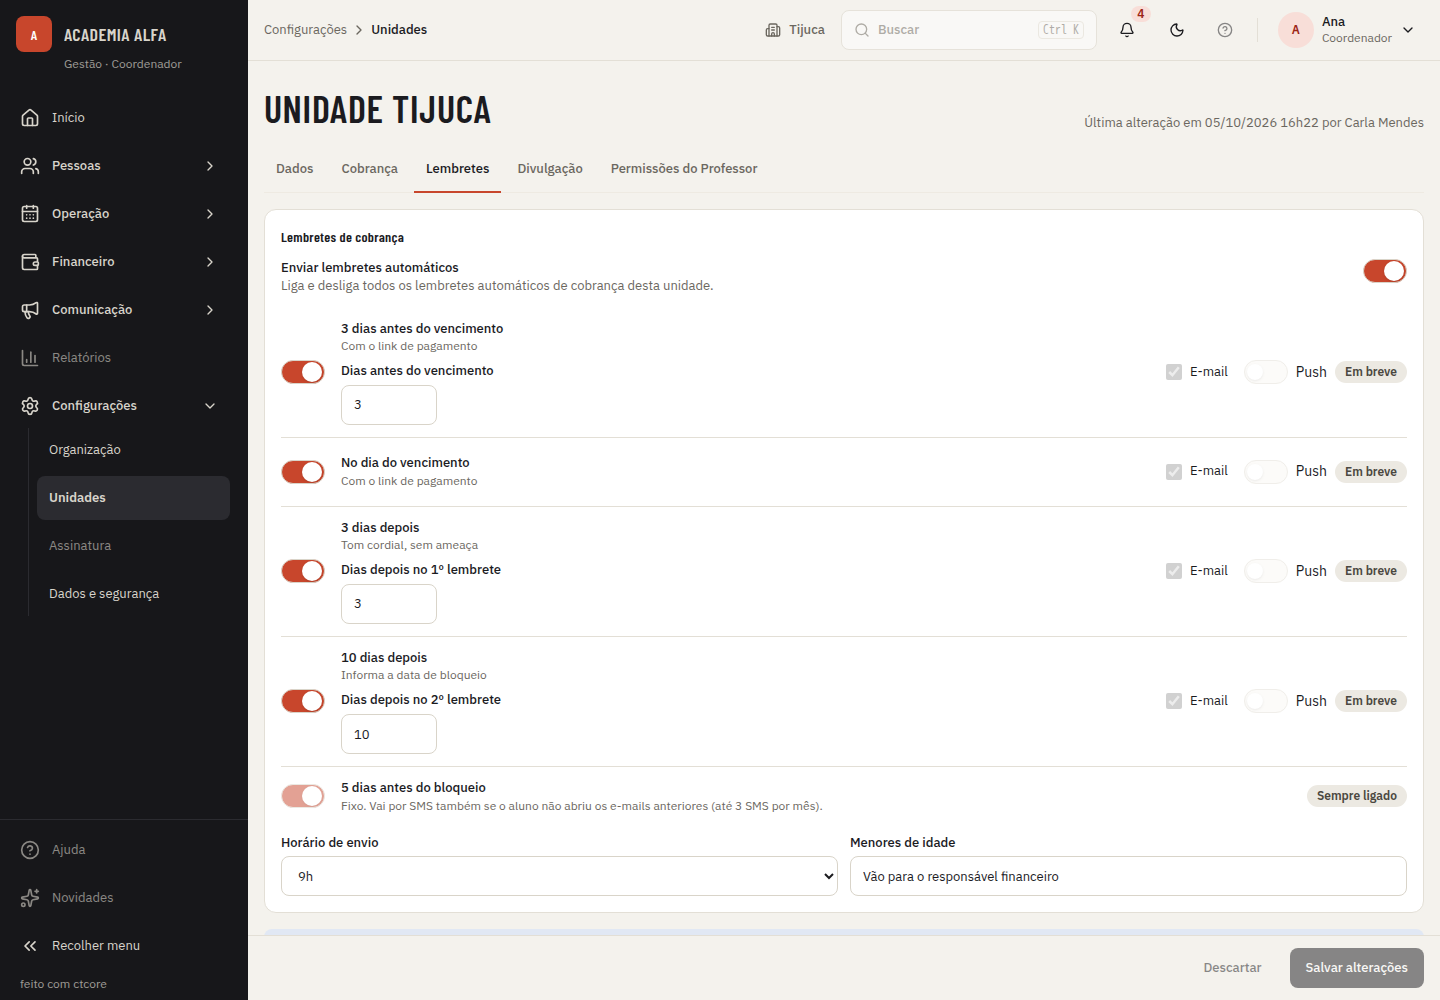 A
ACADEMIA ALFA
Gestão · Coordenador
Início
Pessoas
Operação
Financeiro
Comunicação
Relatórios
Configurações
Organização
Unidades
Assinatura
Dados e segurança
Ajuda
Novidades
Recolher menu
feito com ctcore
Configurações > Unidades
Tijuca
Buscar
Ctrl K
4
A
Ana
Coordenador
UNIDADE TIJUCA
Última alteração em 05/10/2026 16h22 por Carla Mendes
Dados Cobrança Lembretes Divulgação Permissões do Professor
Lembretes de cobrança
Enviar lembretes automáticos
Liga e desliga todos os lembretes automáticos de cobrança desta unidade.
3 dias antes do vencimento
Com o link de pagamento
Dias antes do vencimento
3
E-mail Push Em breve
No dia do vencimento
Com o link de pagamento
E-mail Push Em breve
3 dias depois
Tom cordial, sem ameaça
Dias depois no 1º lembrete
3
E-mail Push Em breve
10 dias depois
Informa a data de bloqueio
Dias depois no 2º lembrete
10
E-mail Push Em breve
5 dias antes do bloqueio
Fixo. Vai por SMS também se o aluno não abriu os e-mails anteriores (até 3 SMS por mês).
Sempre ligado
Horário de envio
9h
Menores de idade
Vão para o responsável financeiro
Descartar
Salvar alterações